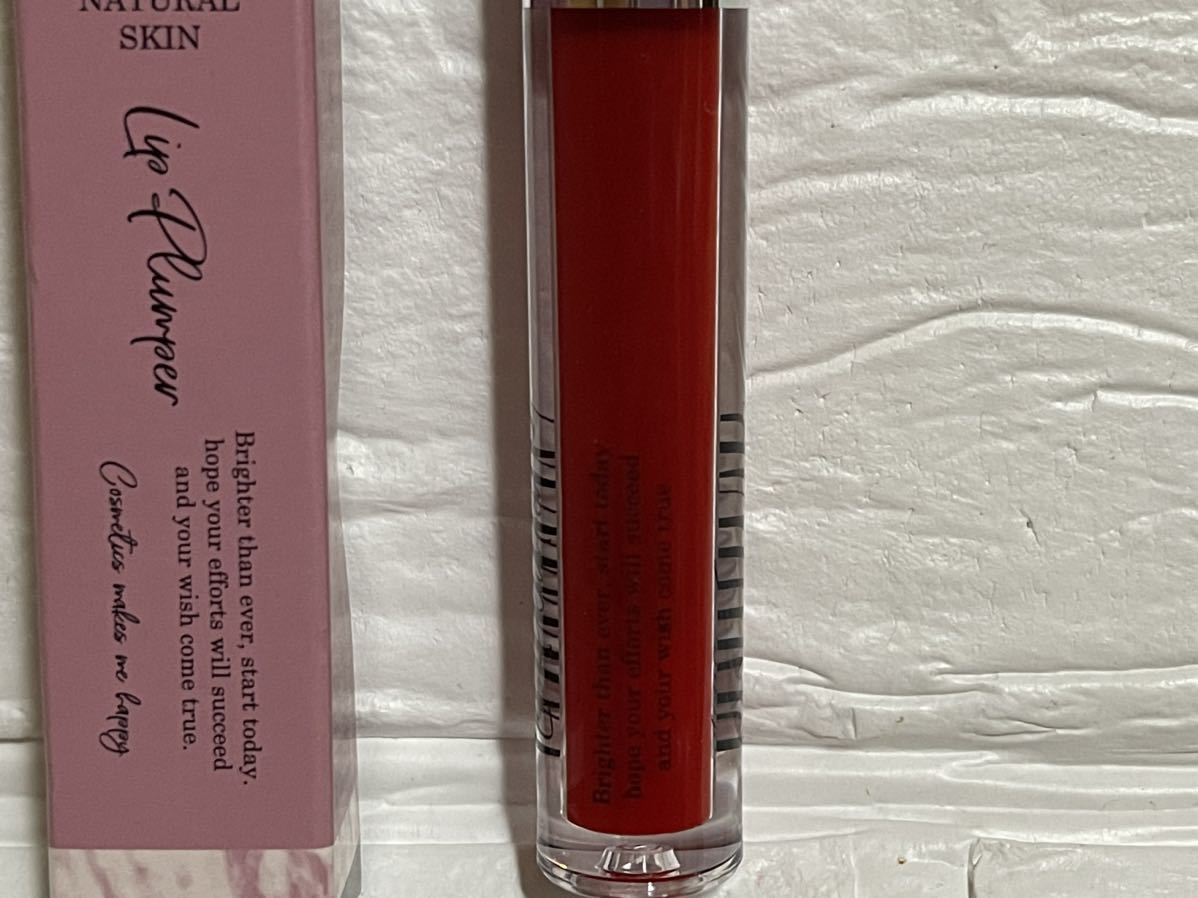 NATURAL
SKIN
Lip Plumper
Brighter than ever, start today.
hope your efforts will succeed
and your wish come true.
Cosmetics makes me happy
Brighter than ever, start today
hope your efforts will succeed
and your wish come true